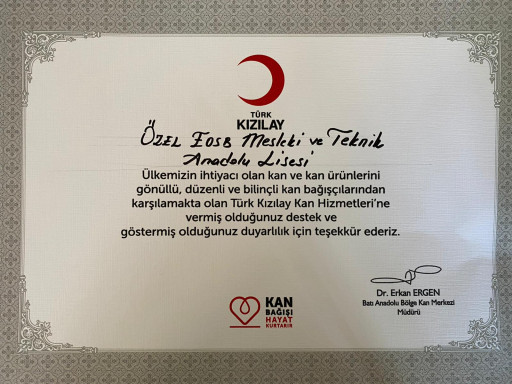 TÜRK
KIZILAY
ÖZEL EOSB Mesleki ve Teknik
Anadolu Lisesi
Ülkemizin ihtiyacı olan kan ve kan ürünlerini
gönüllü, düzenli ve bilinçli kan bağışçılarından
karşılamakta olan Türk Kızılay Kan Hizmetleri'ne
vermiş olduğunuz destek ve
göstermiş olduğunuz duyarlılık için teşekkür ederiz.
Dr. Erkan ERGEN
Batı Anadolu Bölge Kan Merkezi
Müdürü
KAN
BAĞIŞI
HAYAT
KURTARIR